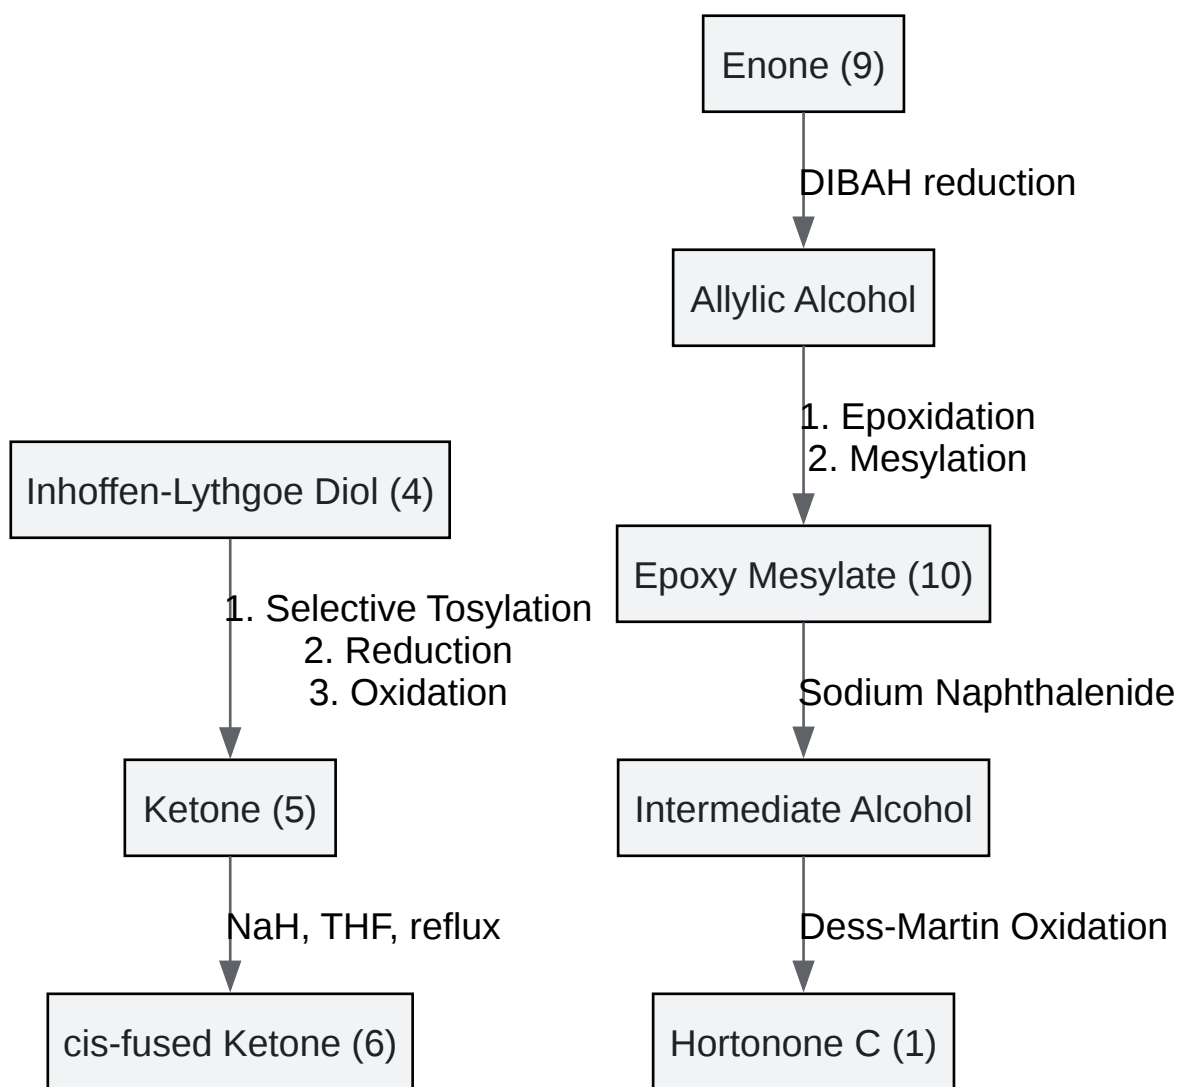 Enone (9)
DIBAH reduction
Allylic Alcohol
1. Epoxidation
2. Mesylation
Inhoffen-Lythgoe Diol (4)
Epoxy Mesylate (10)
1. Selective Tosylation
2. Reduction
3. Oxidation
Sodium Naphthalenide
Ketone (5)
Intermediate Alcohol
NaH, THF, reflux
Dess-Martin Oxidation
cis-fused Ketone (6)
Hortonone C (1)